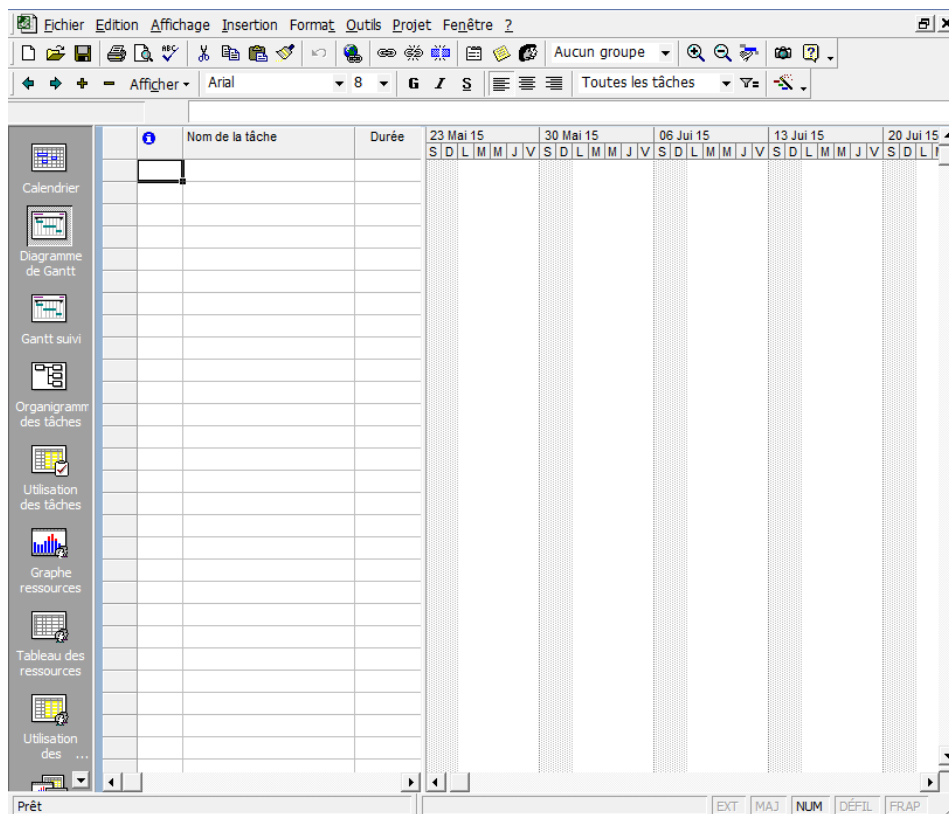 Fichier Edition Affichage Insertion Format Outils Projet Fenêtre ?
Aucun groupe
Afficher Arial 8 G I S Toutes les tâches
Nom de la tâche Durée 23 Mai 15 30 Mai 15 06 Jui 15 13 Jui 15 20 Jui 15
S D L M M J V S D L M M J V S D L M M J V S D L M M J V S D L
Calendrier
Diagramme
de Gantt
Gantt suivi
Organigramm
des tâches
Utilisation
des tâches
Graphe
ressources
Tableau des
ressources
Utilisation
des ...
Prêt EXT MAJ NUM DÉFIL FRAP